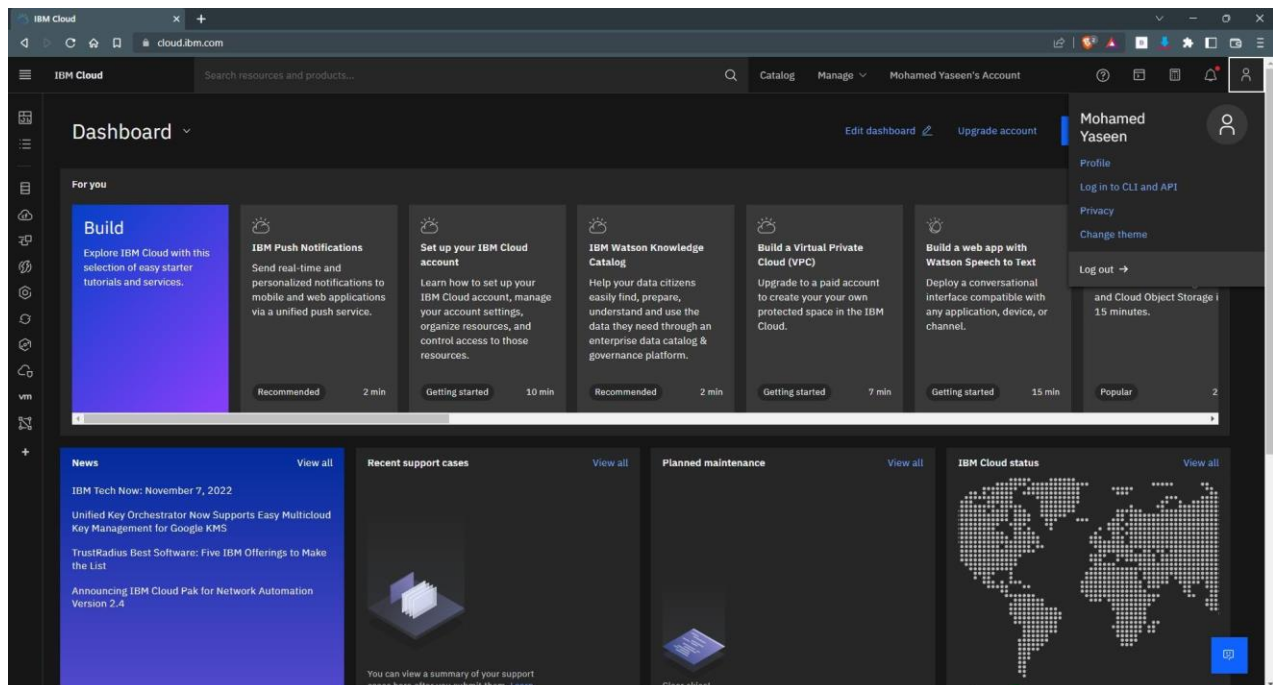 IBM Cloud
cloud.ibm.com
IBM Cloud
Search resources and products...
Catalog
Manage
Mohamed Yaseen's Account
Dashboard
Edit dashboard
Upgrade account
Mohamed
Yaseen
Profile
Log in to CLI and API
Privacy
Change theme
Log out →
For you
Build
Explore IBM Cloud with this
selection of easy starter
tutorials and services.
IBM Push Notifications
Send real-time and
personalized notifications to
mobile and web applications
via a unified push service.
Recommended
2 min
Set up your IBM Cloud
account
Learn how to set up your
IBM Cloud account, manage
your account settings,
organize resources, and
control access to those
resources.
Getting started
10 min
IBM Watson Knowledge
Catalog
Help your data citizens
easily find, prepare,
understand and use the
data they need through an
enterprise data catalog &
governance platform.
Recommended
2 min
Build a Virtual Private
Cloud (VPC)
Upgrade to a paid account
to create your your own
protected space in the IBM
Cloud.
Getting started
7 min
Build a web app with
Watson Speech to Text
Deploy a conversational
interface compatible with
any application, device, or
channel.
Getting started
15 min
and Cloud Object Storage i
15 minutes.
Popular
2
vm
News
View all
IBM Tech Now: November 7, 2022
Unified Key Orchestrator Now Supports Easy Multicloud
Key Management for Google KMS
TrustRadius Best Software: Five IBM Offerings to Make
the List
Announcing IBM Cloud Pak for Network Automation
Version 2.4
Recent support cases
View all
You can view a summary of your support
Planned maintenance
View all
IBM Cloud status
View all